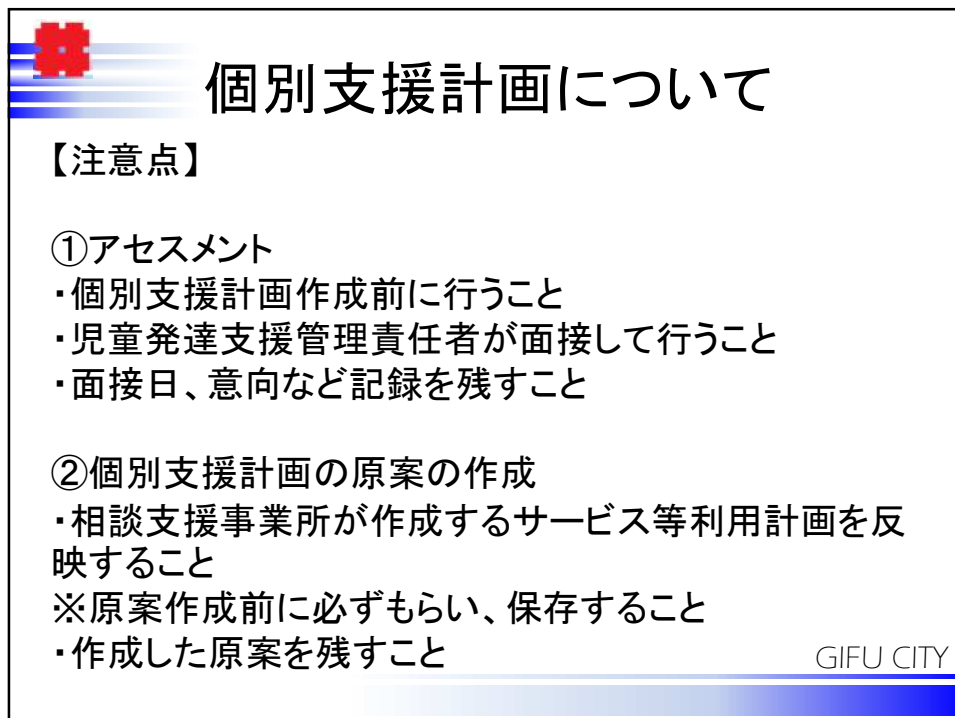 個別支援計画について
【注意点】
①アセスメント
・個別支援計画作成前に行うこと
・児童発達支援管理責任者が面接して行うこと
・面接日、意向など記録を残すこと
②個別支援計画の原案の作成
・相談支援事業所が作成するサービス等利用計画を反
映すること
※原案作成前に必ずもらい、保存すること
・作成した原案を残すこと
GIFU CITY